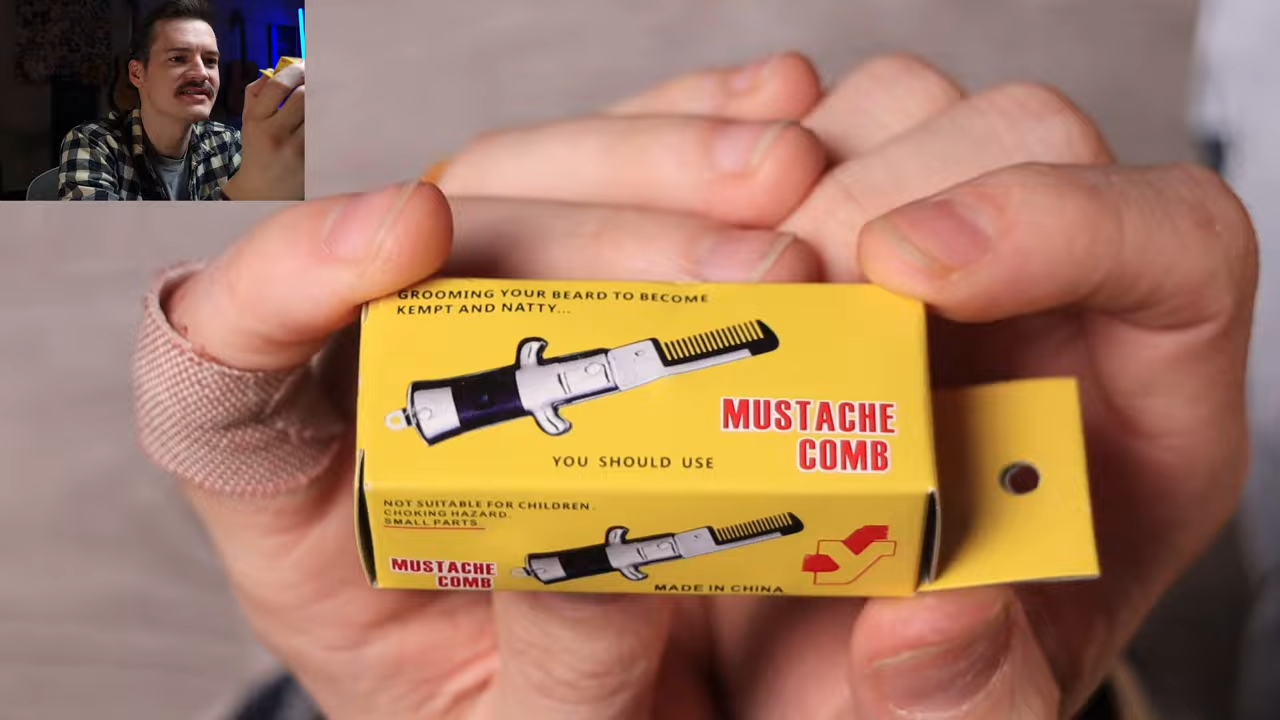 GROOMING YOUR BEARD TO BECOME
KEMPT AND NATTY...
MUSTACHE
COMB
YOU SHOULD USE
NOT SUITABLE FOR CHILDREN.
CHOKING HAZARD.
SMALL PARTS
MUSTACHE
COMB
MADE IN CHINA